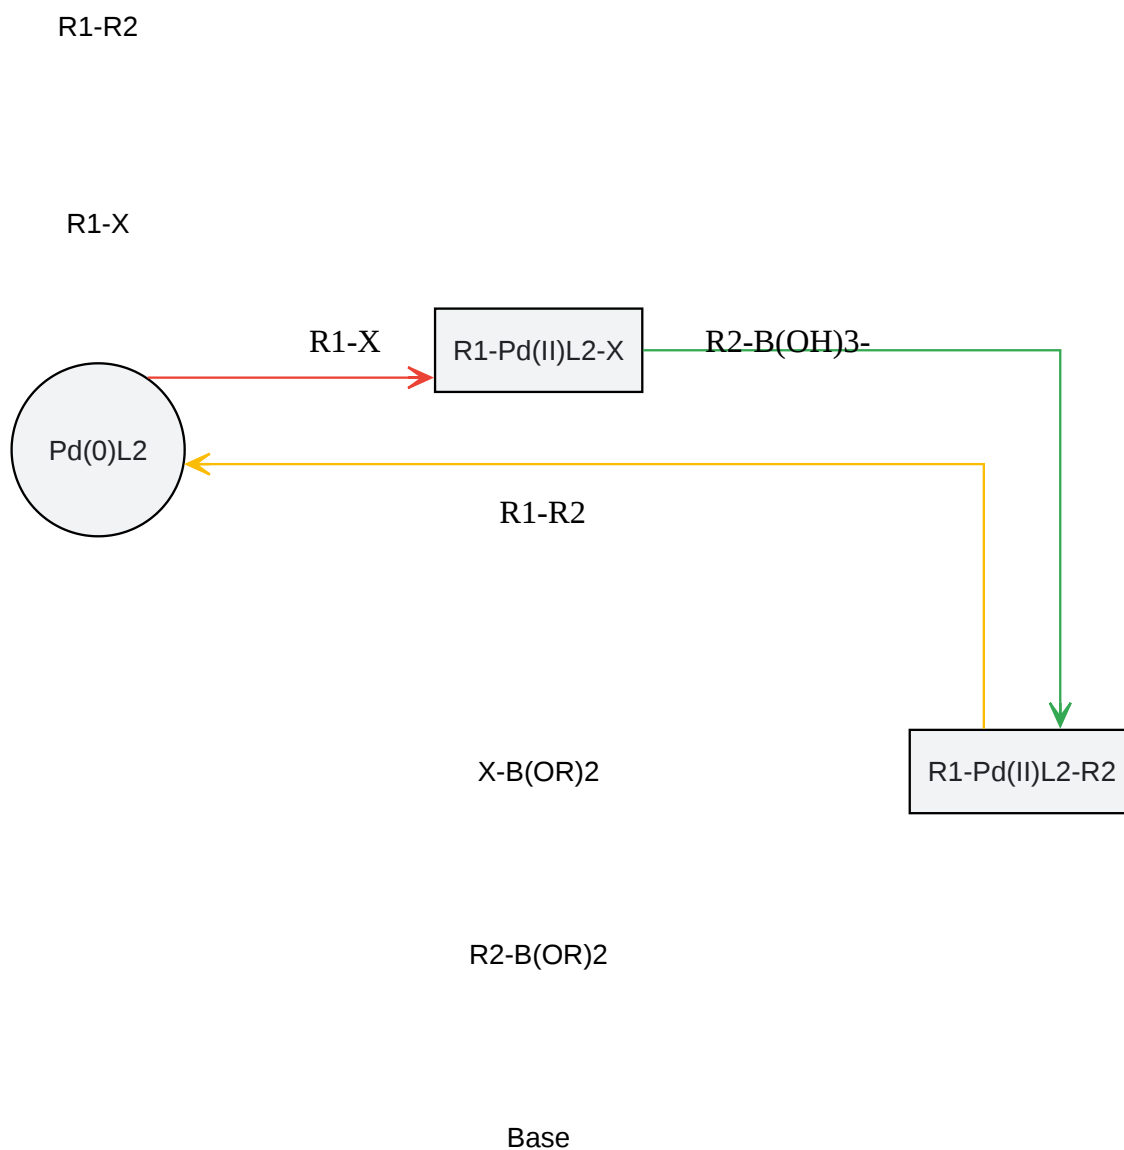 R1-R2
R1-X
R1-X
R1-Pd(II)L2-X
R2-B(OH)3-
Pd(0)L2
R1-R2
X-B(OR)2
R1-Pd(II)L2-R2
R2-B(OR)2
Base